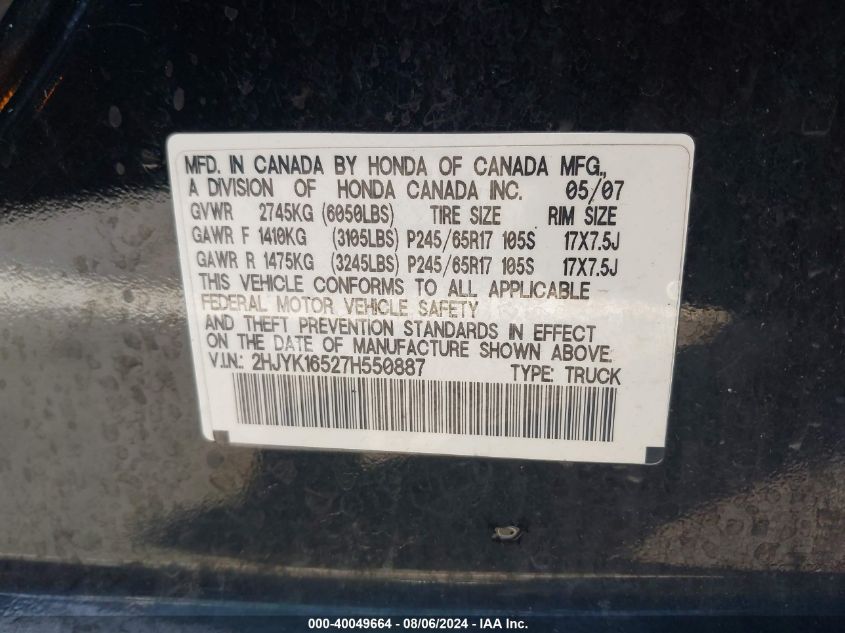 MFD. IN CANADA BY HONDA OF CANADA MFG.,
A DIVISION OF HONDA CANADA INC. 05/07
GVWR 2745KG (6050LBS) TIRE SIZE RIM SIZE
GAWR F 1410KG (3105LBS) P245/65R17 105S 17X7.5J
GAWR R 1475KG (3245LBS) P245/65R17 105S 17X7.5J
THIS VEHICLE CONFORMS TO ALL APPLICABLE
FEDERAL MOTOR VEHICLE SAFETY
AND THEFT PREVENTION STANDARDS IN EFFECT
ON THE DATE OF MANUFACTURE SHOWN ABOVE.
V.I.N.: 2HJYK16527H550887 TYPE: TRUCK
000-40049664 - 08/06/2024 - IAA Inc.